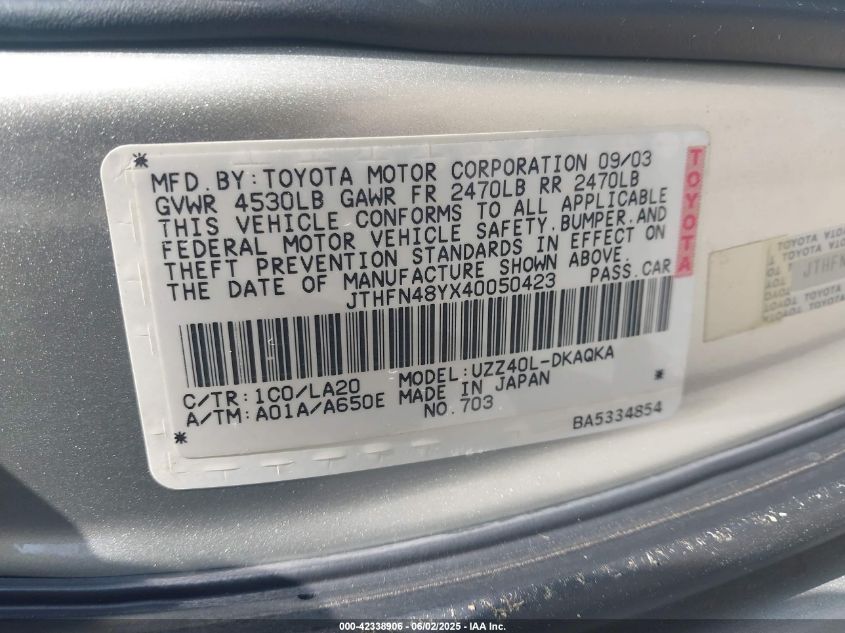 MFD.BY:TOYOTA MOTOR CORPORATION 09/03
GVWR 4530LB GAWR FR 2470LB RR 2470LB
THIS VEHICLE CONFORMS TO ALL APPLICABLE
FEDERAL MOTOR VEHICLE SAFETY,BUMPER,AND
THEFT PREVENTION STANDARDS IN EFFECT ON
THE DATE OF MANUFACTURE SHOWN ABOVE.
JTHFN48YX40050423 PASS.CAR
TOYOTA
C/TR:1C0/LA20 MODEL:UZZ40L-DKAQKA
A/TM:A01A/A650E MADE IN JAPAN
NO.703
BA5334854
TOYOTA
JTHFN
000-42338906 - 06/02/2025 - IAA, Inc.